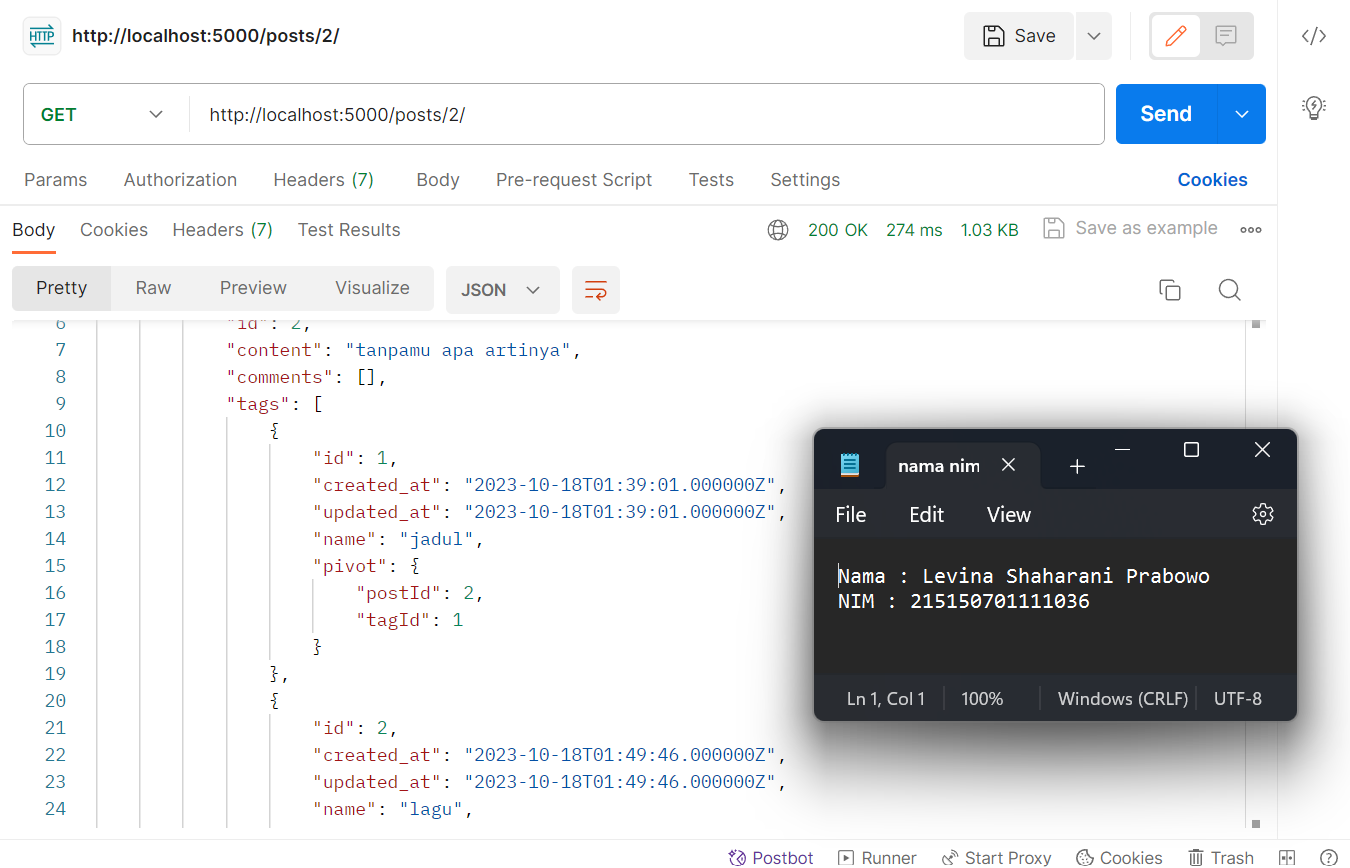 HTTP http://localhost:5000/posts/2/ Save
GET http://localhost:5000/posts/2/ Send
Params Authorization Headers (7) Body Pre-request Script Tests Settings Cookies
Body Cookies Headers (7) Test Results 200 OK 274 ms 1.03 KB Save as example
Pretty Raw Preview Visualize JSON
6 "id": 2,
7 "content": "tanpamu apa artinya",
8 "comments": [],
9 "tags": [
10 {
11 "id": 1,
12 "created_at": "2023-10-18T01:39:01.000000Z",
13 "updated_at": "2023-10-18T01:39:01.000000Z",
14 "name": "jadul",
15 "pivot": {
16 "postId": 2,
17 "tagId": 1
18 }
19 },
20 {
21 "id": 2,
22 "created_at": "2023-10-18T01:49:46.000000Z",
23 "updated_at": "2023-10-18T01:49:46.000000Z",
24 "name": "lagu",
nama nim
File Edit View
Nama : Levina Shaharani Prabowo
NIM : 215150701111036
Ln 1, Col 1 100% Windows (CRLF) UTF-8
Postbot Runner Start Proxy Cookies Trash